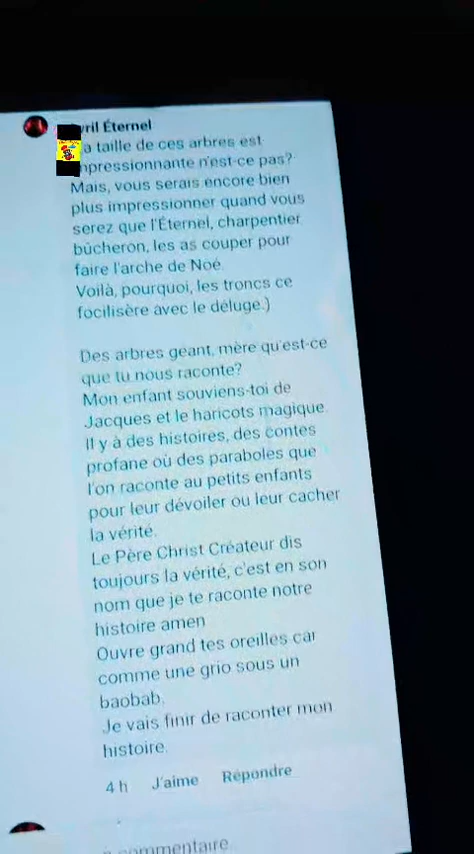 ril Éternel
a taille de ces arbres est
pressionnante n'est-ce pas?
Mais, vous serais encore bien
plus impressionner quand vous
serez que l'Éternel, charpentier
bûcheron, les as couper pour
faire l'arche de Noé
Voilà, pourquoi, les troncs ce
focilisère avec le déluge.)
Des arbres geant, mère qu'est-ce
que tu nous raconte?
Mon enfant souviens-toi de
Jacques et le haricots magique
Il y à des histoires, des contes
profane où des paraboles que
l'on raconte au petits enfants
pour leur dévoiler ou leur cacher
la vérité.
Le Père Christ Créateur dis
toujours la vérité, c'est en son
nom que je te raconte notre
histoire amen
Ouvre grand tes oreilles car
comme une grio sous un
baobab.
Je vais finir de raconter mon
histoire.
4 h J'aime Répondre
commentaire